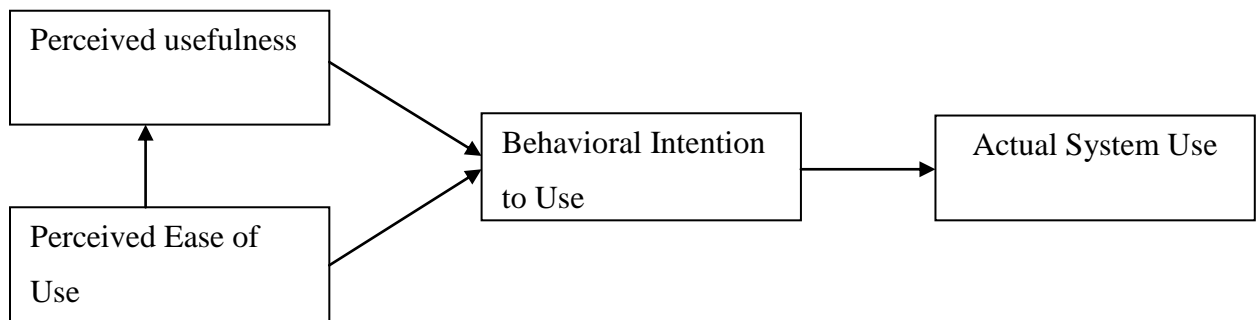 Perceived usefulness
Perceived Ease of
Use
Behavioral Intention
to Use
Actual System Use